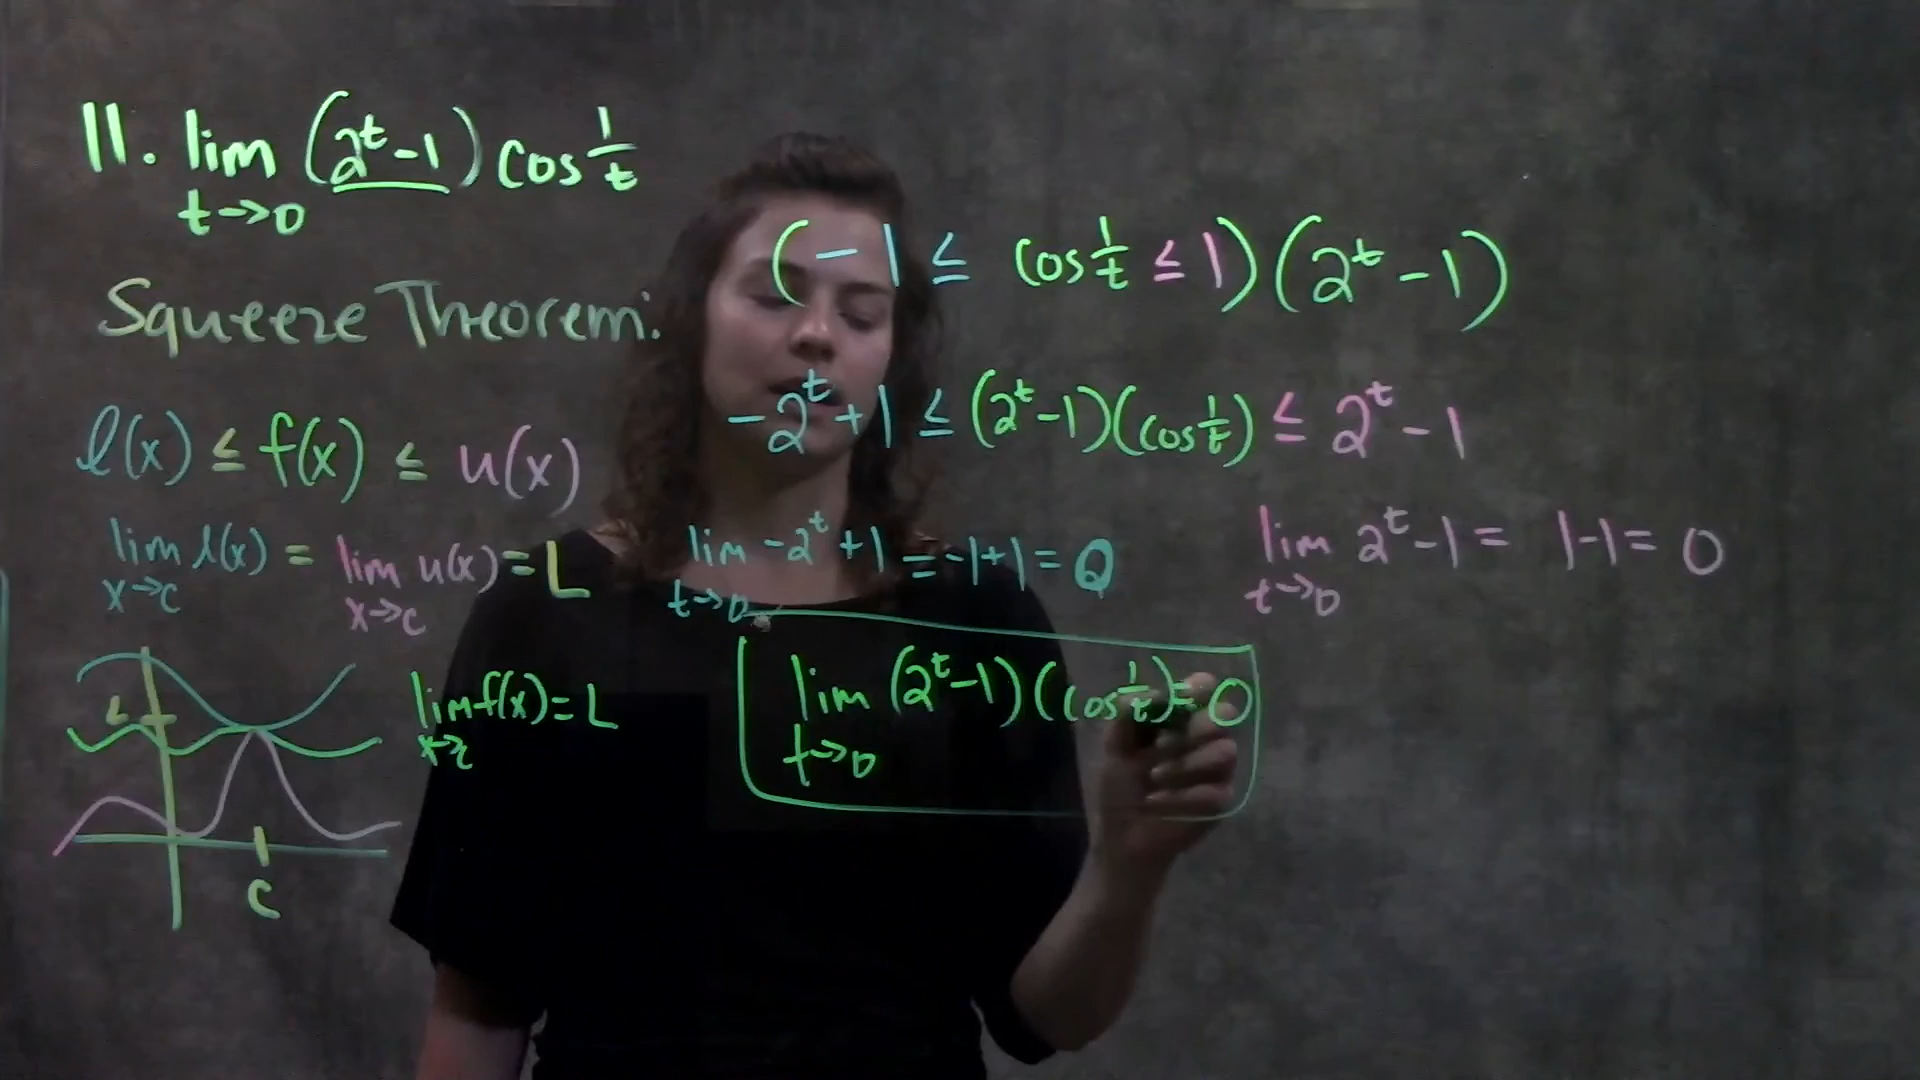 11. lim (2^t - 1) cos 1/t
t→0
Squeeze Theorem:
l(x) ≤ f(x) ≤ u(x)
lim l(x) = lim u(x) = L
x→c x→c
L
lim f(x) = L
x→c
c
(-1 ≤ cos 1/t ≤ 1)(2^t - 1)
-2^t + 1 ≤ (2^t - 1)(cos 1/t) ≤ 2^t - 1
lim -2^t + 1 = -1 + 1 = 0
t→0
lim 2^t - 1 = 1 - 1 = 0
t→0
lim (2^t - 1)(cos 1/t) = 0
t→0